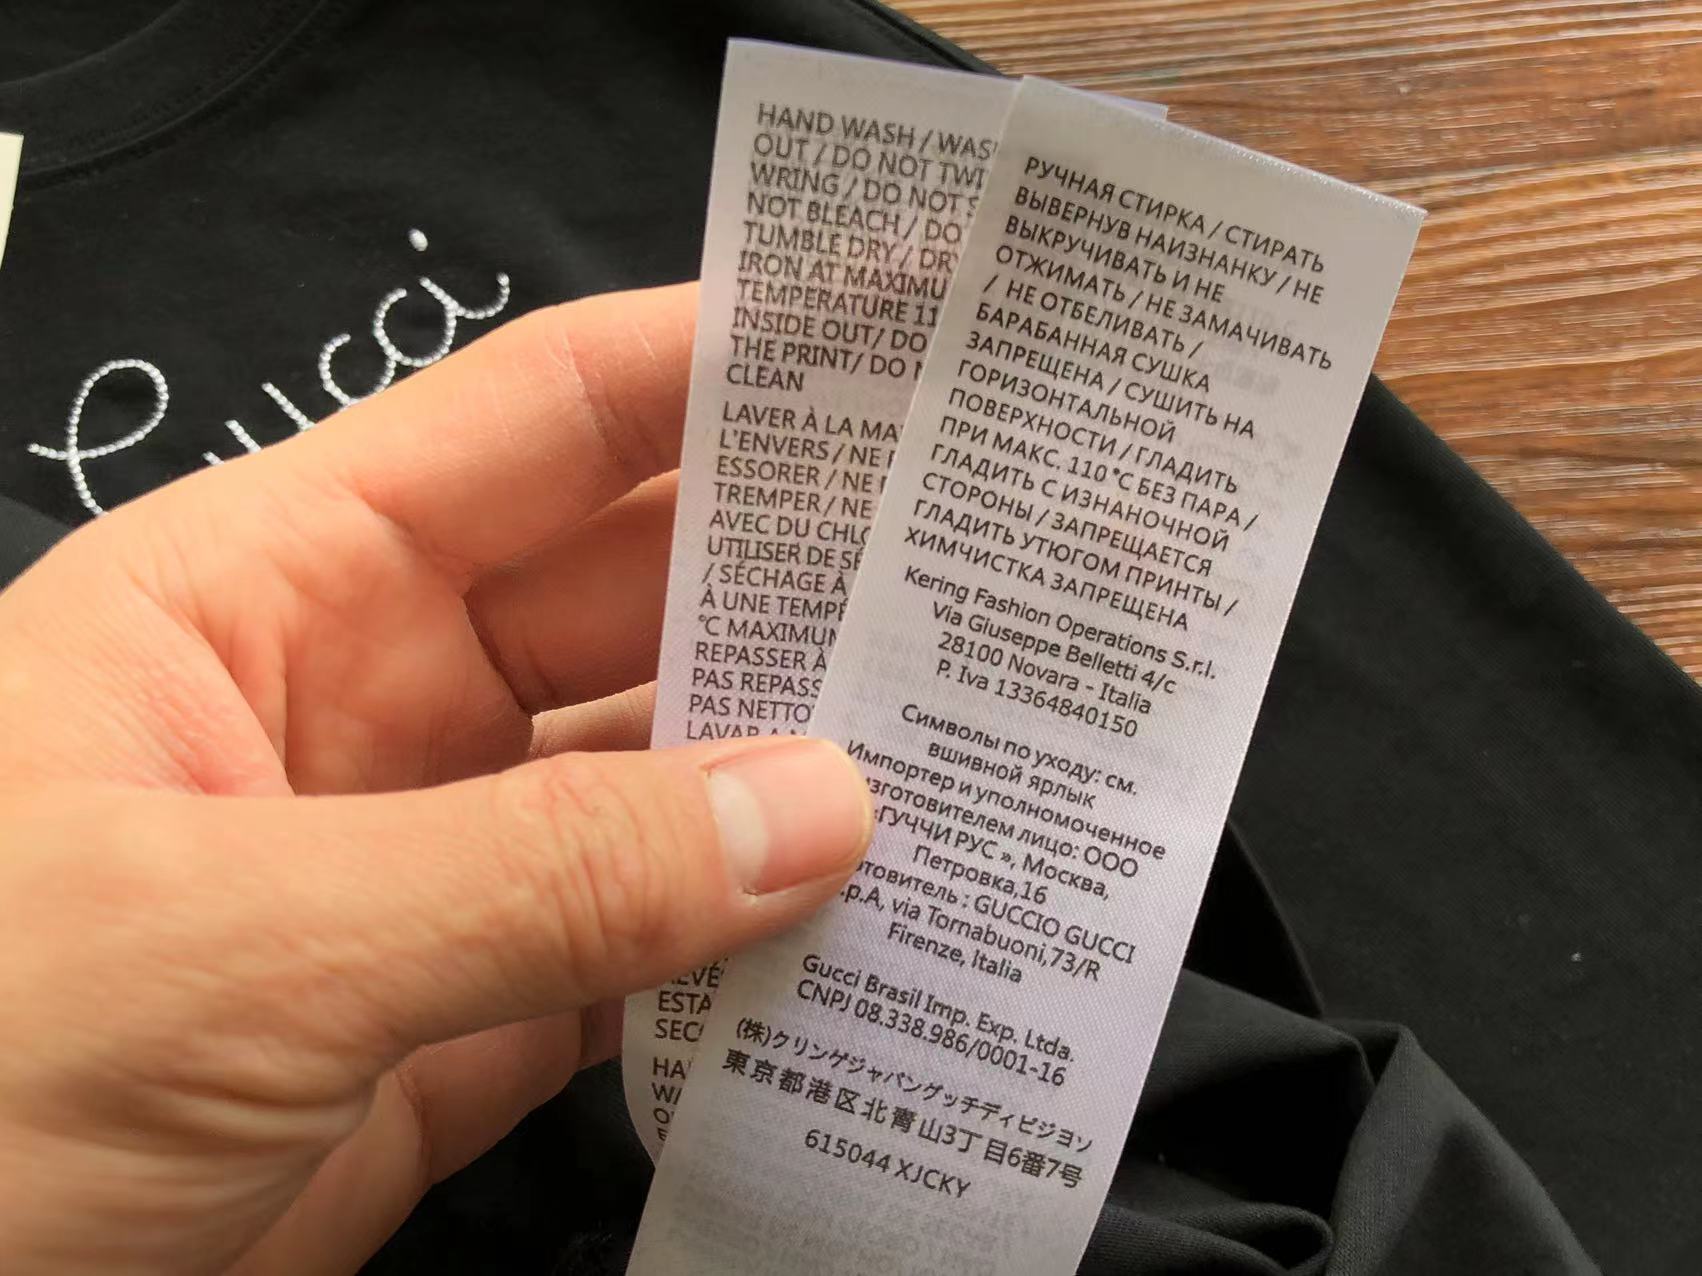 ucci
HAND WASH / WAS
OUT / DO NOT TWI
WRING / DO NOT
NOT BLEACH / DO
TUMBLE DRY / DRY
IRON AT MAXIMU
TEMPERATURE 11
INSIDE OUT/ DO
THE PRINT/ DO
CLEAN
LAVER À LA MA
L'ENVERS / NE
ESSORER / NE
TREMPER / NE
AVEC DU CHLO
UTILISER DE SÉ
/ SÉCHAGE À
À UNE TEMPÉ
°C MAXIMUM
REPASSER À
PAS REPASS
PAS NETTO
LAVAR A
ESTA
SEC
HA
РУЧНАЯ СТИРКА / СТИРАТЬ
ВЫВЕРНУВ НАИЗНАНКУ / НЕ
ВЫКРУЧИВАТЬ И НЕ
ОТЖИМАТЬ / НЕ ЗАМАЧИВАТЬ
/ НЕ ОТБЕЛИВАТЬ /
БАРАБАННАЯ СУШКА
ЗАПРЕЩЕНА / СУШИТЬ НА
ГОРИЗОНТАЛЬНОЙ
ПОВЕРХНОСТИ / ГЛАДИТЬ
ПРИ МАКС. 110 °C БЕЗ ПАРА /
ГЛАДИТЬ С ИЗНАНОЧНОЙ
СТОРОНЫ / ЗАПРЕЩАЕТСЯ
ГЛАДИТЬ УТЮГОМ ПРИНТЫ /
ХИМЧИСТКА ЗАПРЕЩЕНА
Kering Fashion Operations S.r.l.
Via Giuseppe Belletti 4/c
28100 Novara - Italia
P. Iva 13364840150
Символы по уходу: см.
вшивной ярлык
Импортер и уполномоченное
изготовителем лицо: ООО
«ГУЧЧИ РУС », Москва,
Петровка,16
отовитель : GUCCIO GUCCI
.p.A, via Tornabuoni,73/R
Firenze, Italia
Gucci Brasil Imp. Exp. Ltda.
CNPJ 08.338.986/0001-16
(株)クリンゲジャパングッチディビジョソ
東京都港区北青山3丁目6番7号
615044 XJCKY